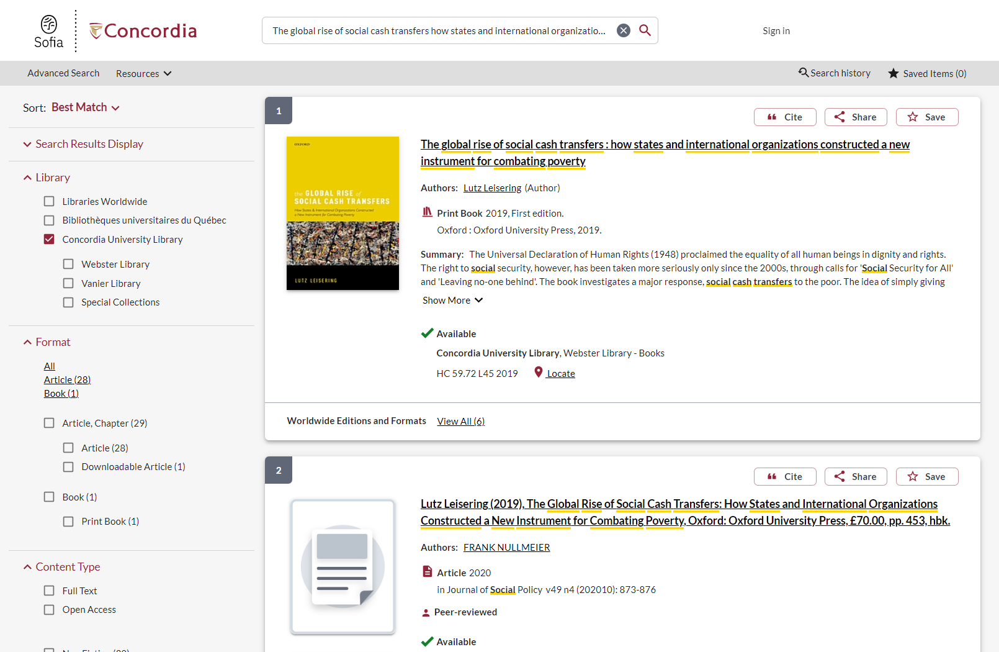 Sofia
Concordia
The global rise of social cash transfers how states and international organizatio...
Sign in
Advanced Search
Resources
Search history
Saved Items (0)
Sort: Best Match
Search Results Display
Library
Libraries Worldwide
Bibliothèques universitaires du Québec
Concordia University Library
Webster Library
Vanier Library
Special Collections
Format
All
Article (28)
Book (1)
Article, Chapter (29)
Article (28)
Downloadable Article (1)
Book (1)
Print Book (1)
Content Type
Full Text
Open Access
1
Cite
Share
Save
OXFORD
the GLOBAL RISE of
SOCIAL CASH TRANSFERS
How States & International Organizations Constructed
a New Instrument for Combating Poverty
LUTZ LEISERING
The global rise of social cash transfers : how states and international organizations constructed a new
instrument for combating poverty
Authors: Lutz Leisering (Author)
Print Book 2019, First edition.
Oxford : Oxford University Press, 2019.
Summary: The Universal Declaration of Human Rights (1948) proclaimed the equality of all human beings in dignity and rights.
The right to social security, however, has been taken more seriously only since the 2000s, through calls for 'Social Security for All'
and 'Leaving no-one behind'. The book investigates a major response, social cash transfers to the poor. The idea of simply giving
Show More
Available
Concordia University Library, Webster Library - Books
HC 59.72 L45 2019
Locate
Worldwide Editions and Formats
View All (6)
2
Cite
Share
Save
Lutz Leisering (2019), The Global Rise of Social Cash Transfers: How States and International Organizations
Constructed a New Instrument for Combating Poverty, Oxford: Oxford University Press, £70.00, pp. 453, hbk.
Authors: FRANK NULLMEIER
Article 2020
in Journal of Social Policy v49 n4 (202010): 873-876
Peer-reviewed
Available